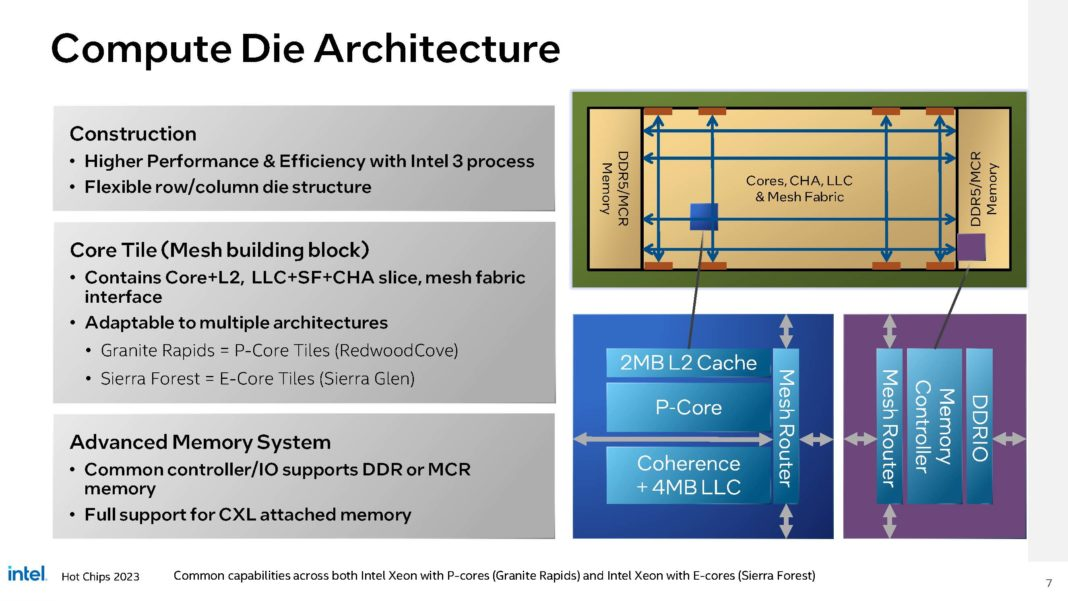 Compute Die Architecture
Construction
• Higher Performance & Efficiency with Intel 3 process
• Flexible row/column die structure
Core Tile (Mesh building block)
• Contains Core+L2, LLC+SF+CHA slice, mesh fabric
interface
• Adaptable to multiple architectures
• Granite Rapids = P-Core Tiles (RedwoodCove)
• Sierra Forest = E-Core Tiles (Sierra Glen)
Advanced Memory System
• Common controller/IO supports DDR or MCR
memory
• Full support for CXL attached memory
DDR5/MCR
Memory
Cores, CHA, LLC
& Mesh Fabric
DDR5/MCR
Memory
2MB L2 Cache
P-Core
Coherence
+ 4MB LLC
Mesh Router
Mesh Router
Memory
Controller
DDRIO
intel.
Hot Chips 2023
Common capabilities across both Intel Xeon with P-cores (Granite Rapids) and Intel Xeon with E-cores (Sierra Forest)
7